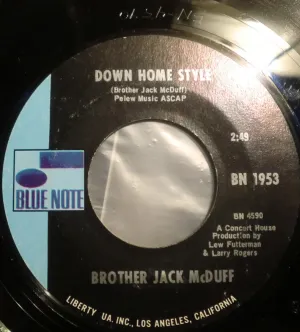 DOWN HOME STYLE
(Brother Jack McDuff)
Pelew Music ASCAP
2:49
BN 1953
BLUE NOTE
BN 4590
A Concert House
Production by
Lew Futterman
& Larry Rogers
BROTHER JACK McDUFF
LIBERTY UA. INC., LOS ANGELES, CALIFORNIA